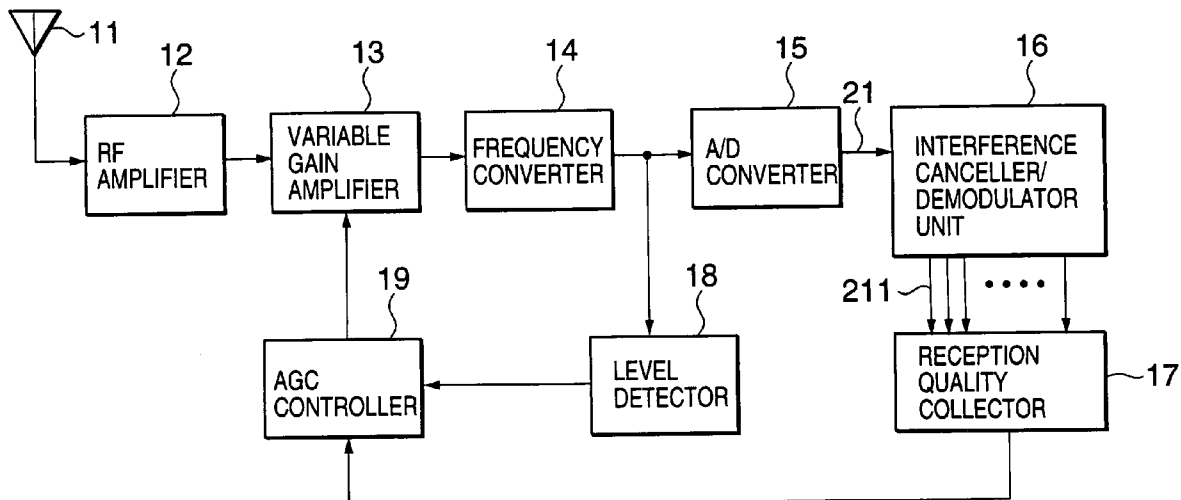 11
12
13
14
15
16
21
RF
AMPLIFIER
VARIABLE
GAIN
AMPLIFIER
FREQUENCY
CONVERTER
A/D
CONVERTER
INTERFERENCE
CANCELLER/
DEMODULATOR
UNIT
211
19
18
17
AGC
CONTROLLER
LEVEL
DETECTOR
RECEPTION
QUALITY
COLLECTOR